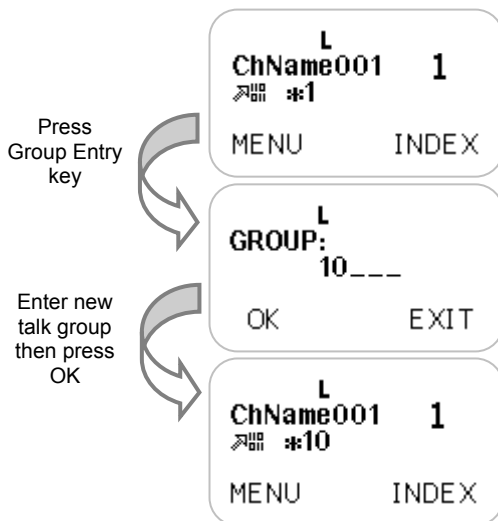 L
ChName001 1
*1
MENU INDEX
Press
Group Entry
key
L
GROUP:
10___
OK EXIT
Enter new
talk group
then press
OK
L
ChName001 1
*10
MENU INDEX